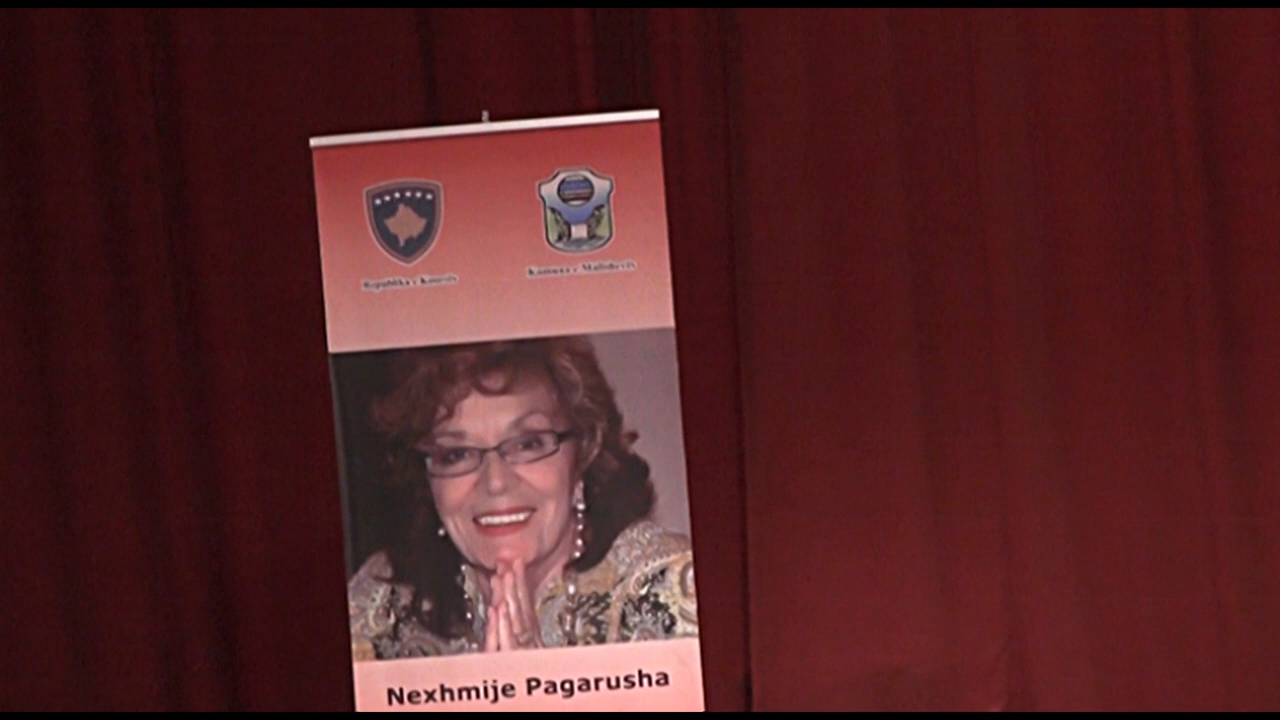 Republika e Kosovës
Komuna e Malishevës
Nexhmije Pagarusha